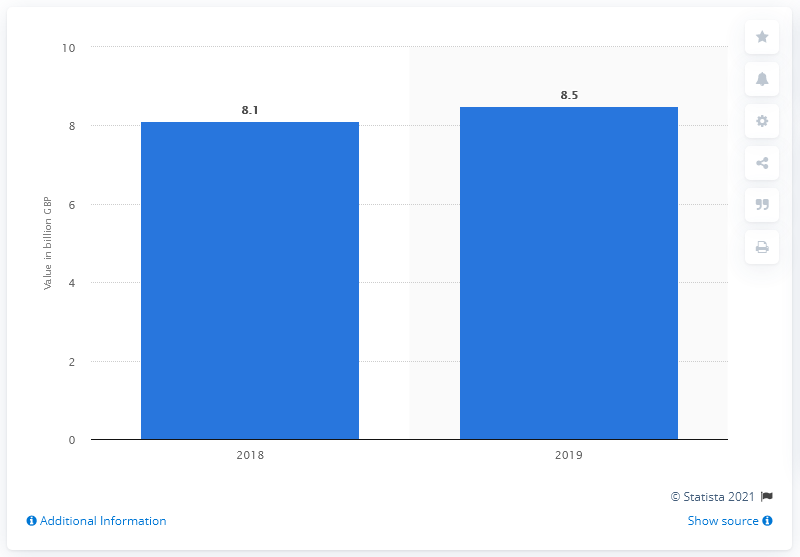 10
8
6
4
2
0
Value in billion GBP
8.1
8.5
2018
2019
© Statista 2021
Additional Information
Show source